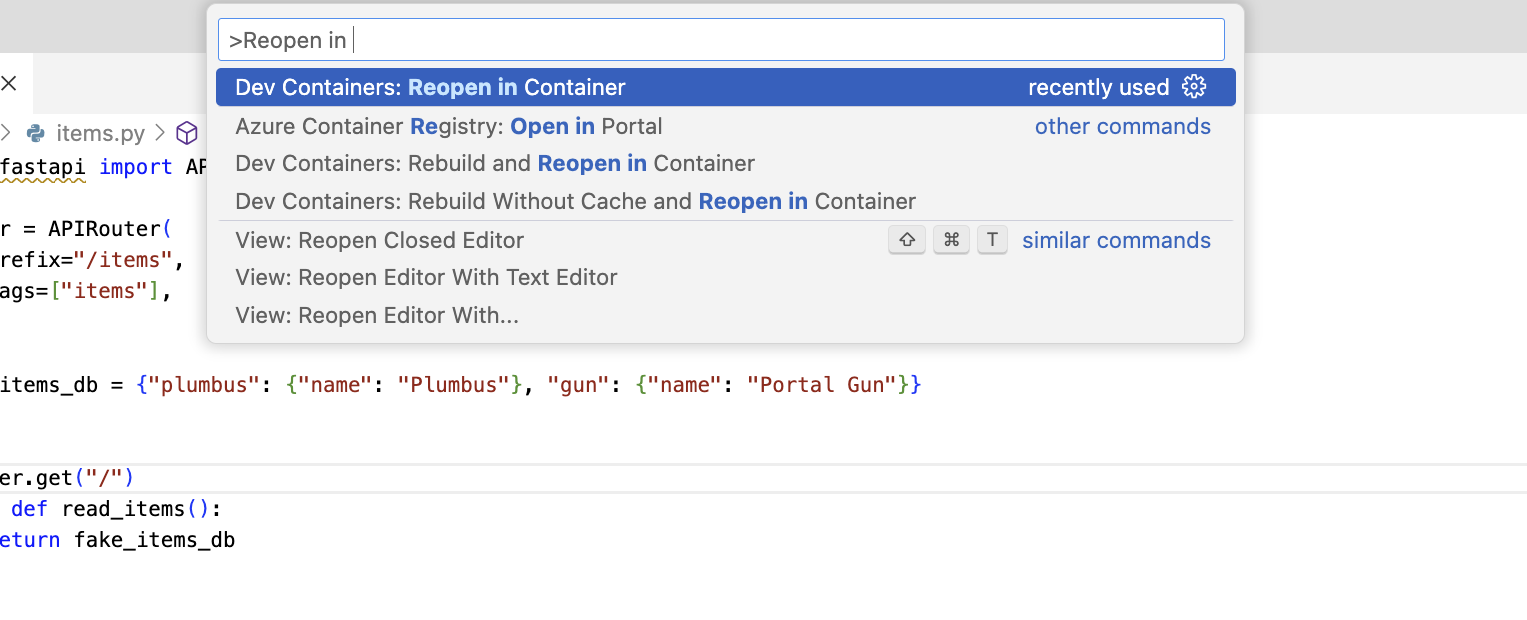 >Reopen in
Dev Containers: Reopen in Container recently used
Azure Container Registry: Open in Portal other commands
Dev Containers: Rebuild and Reopen in Container
Dev Containers: Rebuild Without Cache and Reopen in Container
View: Reopen Closed Editor ⇧ ⌘ T similar commands
View: Reopen Editor With Text Editor
View: Reopen Editor With...
> items.py >
fastapi import AP
r = APIRouter(
refix="/items",
ags=["items"],
items_db = {"plumbus": {"name": "Plumbus"}, "gun": {"name": "Portal Gun"}}
er.get("/")
def read_items():
eturn fake_items_db